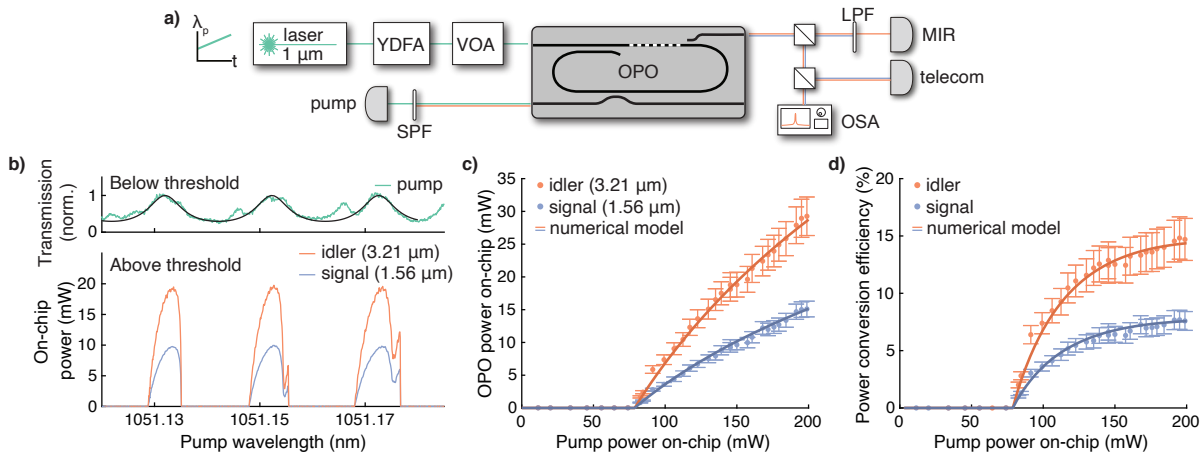 a)
λp
t
laser
1 μm
YDFA
VOA
OPO
LPF
MIR
telecom
OSA
pump
SPF
b)
Transmission
(norm.)
1
0
Below threshold
pump
Above threshold
idler (3.21 μm)
signal (1.56 μm)
On-chip
power (mW)
20
15
10
5
0
1051.13
1051.15
1051.17
Pump wavelength (nm)
c)
OPO power on-chip (mW)
35
30
25
20
15
10
5
0
idler (3.21 μm)
signal (1.56 μm)
numerical model
0
50
100
150
200
Pump power on-chip (mW)
d)
Power conversion efficiency (%)
20
15
10
5
0
idler
signal
numerical model
0
50
100
150
200
Pump power on-chip (mW)